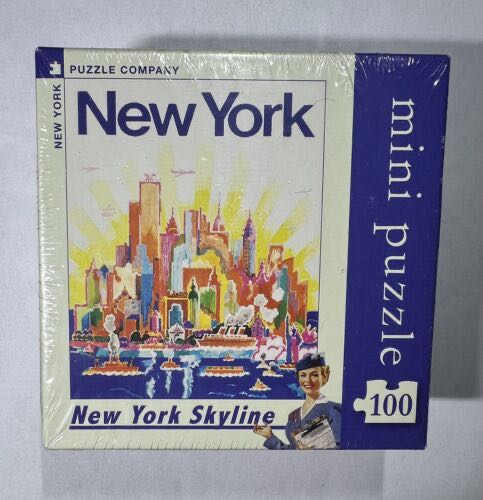 NEW YORK
PUZZLE COMPANY
New York
New York Skyline
mini puzzle
100